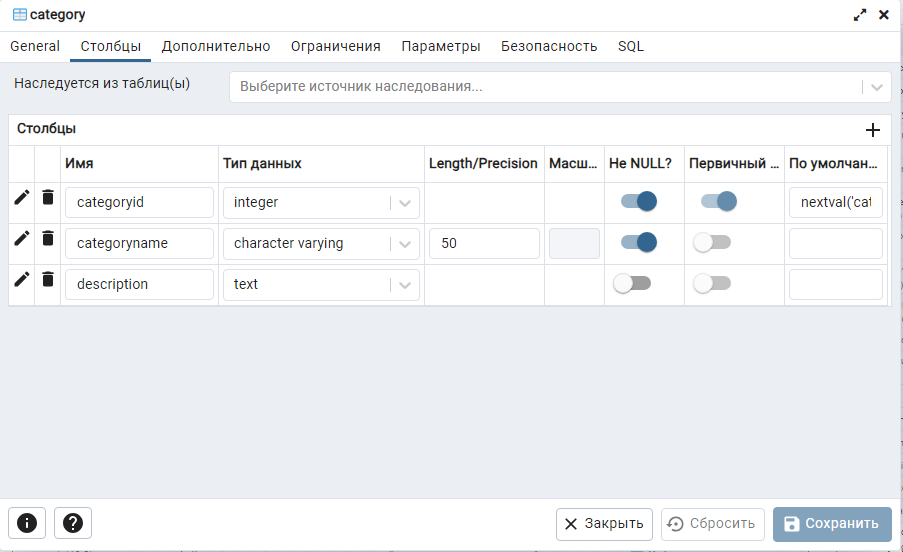 category
General Столбцы Дополнительно Ограничения Параметры Безопасность SQL
Наследуется из таблиц(ы) Выберите источник наследования...
Столбцы
Имя Тип данных Length/Precision Масш... Не NULL? Первичный ... По умолчан...
categoryid integer nextval('cat
categoryname character varying 50
description text
Закрыть Сбросить Сохранить